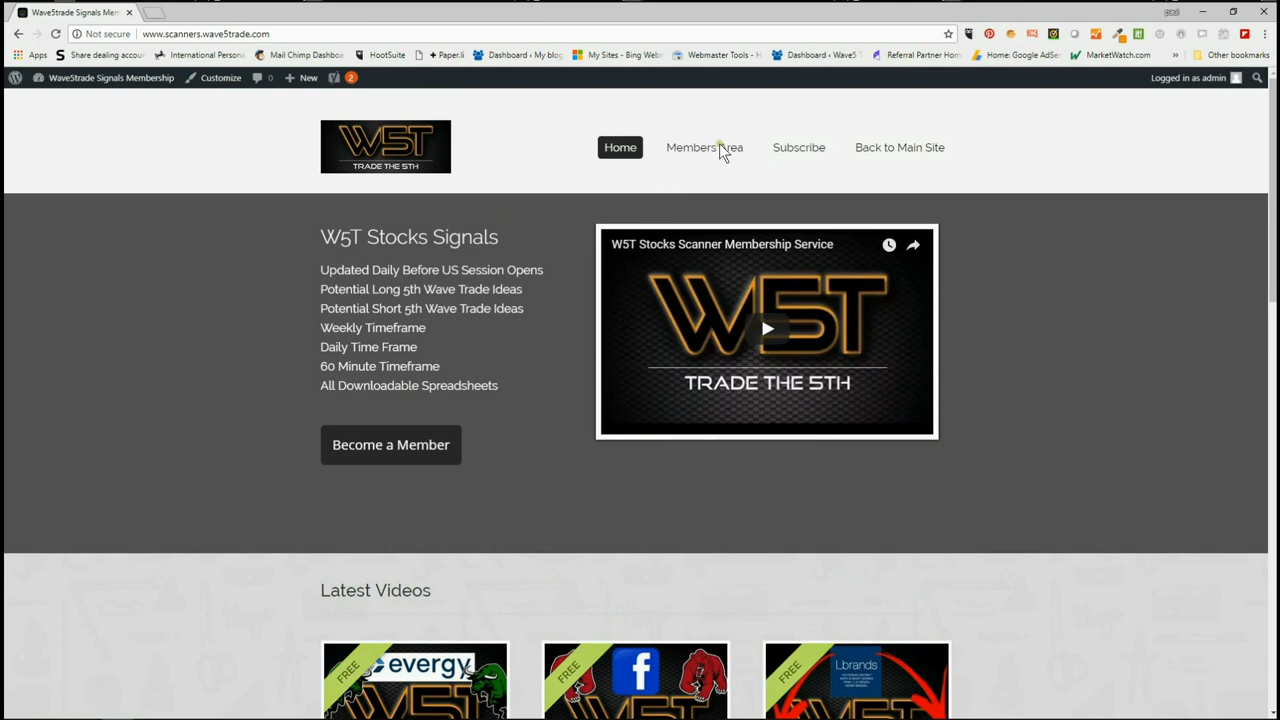 Wave5trade Signals Mem
Not secure
www.scanners.wave5trade.com
Apps
Share dealing accou
International Persona
Mail Chimp Dashbo
HootSuite
+ Paper.li
Dashboard ‹ My blog
My Sites - Bing Web
Webmaster Tools - H
Dashboard ‹ Wave5 T
Referral Partner Hom
Home: Google AdSe
MarketWatch.com
»
Other bookmarks
Wave5trade Signals Membership
Customize
0
New
2
Logged in as admin
W5T
TRADE THE 5TH
Home
Members Area
Subscribe
Back to Main Site
W5T Stocks Signals
Updated Daily Before US Session Opens
Potential Long 5th Wave Trade Ideas
Potential Short 5th Wave Trade Ideas
Weekly Timeframe
Daily Time Frame
60 Minute Timeframe
All Downloadable Spreadsheets
Become a Member
W5T Stocks Scanner Membership Service
W5T
TRADE THE 5TH
Latest Videos
FREE
evergy
FREE
f
FREE
Lbrands